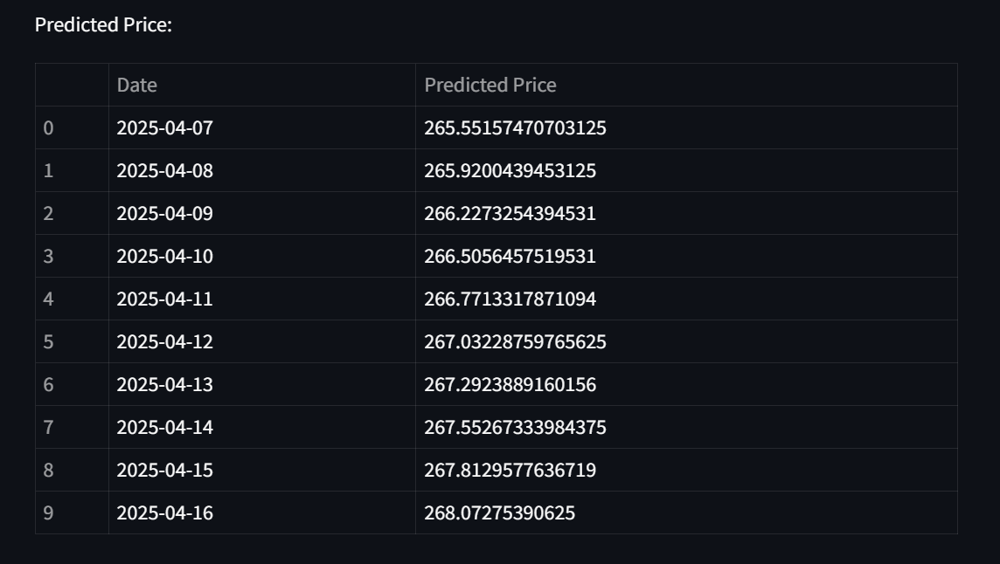 Predicted Price:
Date Predicted Price
0 2025-04-07 265.55157470703125
1 2025-04-08 265.9200439453125
2 2025-04-09 266.2273254394531
3 2025-04-10 266.5056457519531
4 2025-04-11 266.7713317871094
5 2025-04-12 267.03228759765625
6 2025-04-13 267.2923889160156
7 2025-04-14 267.55267333984375
8 2025-04-15 267.8129577636719
9 2025-04-16 268.07275390625